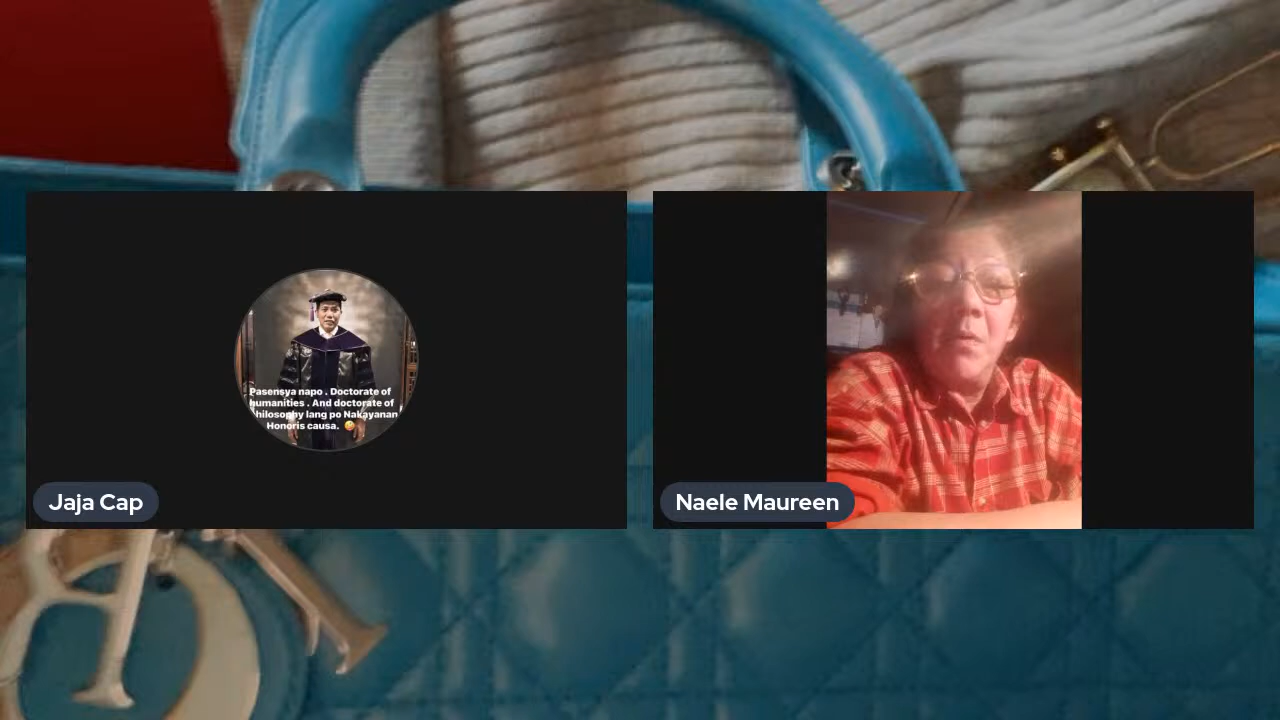 Pasensya napo . Doctorate of
humanities . And doctorate of
hilosophy lang po Nakayanan
Honoris causa. 🤪
Jaja Cap
Naele Maureen